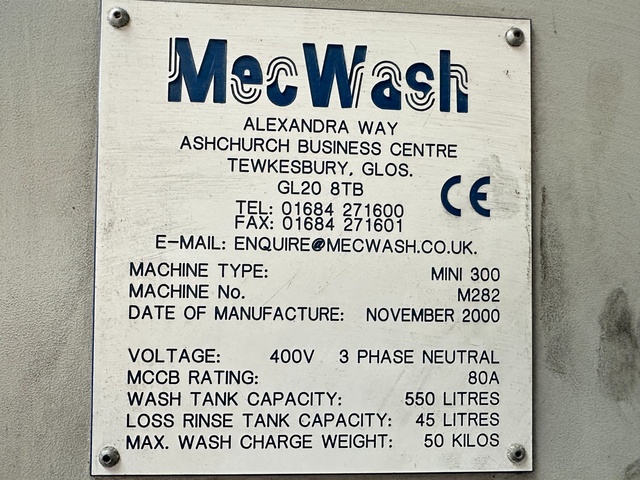 MecWash
ALEXANDRA WAY
ASHCHURCH BUSINESS CENTRE
TEWKESBURY, GLOS.
GL20 8TB
CE
TEL: 01684 271600
FAX: 01684 271601
E-MAIL: ENQUIRE@MECWASH.CO.UK.
MACHINE TYPE: MINI 300
MACHINE No. M282
DATE OF MANUFACTURE: NOVEMBER 2000
VOLTAGE: 400V 3 PHASE NEUTRAL
MCCB RATING: 80A
WASH TANK CAPACITY: 550 LITRES
LOSS RINSE TANK CAPACITY: 45 LITRES
MAX. WASH CHARGE WEIGHT: 50 KILOS